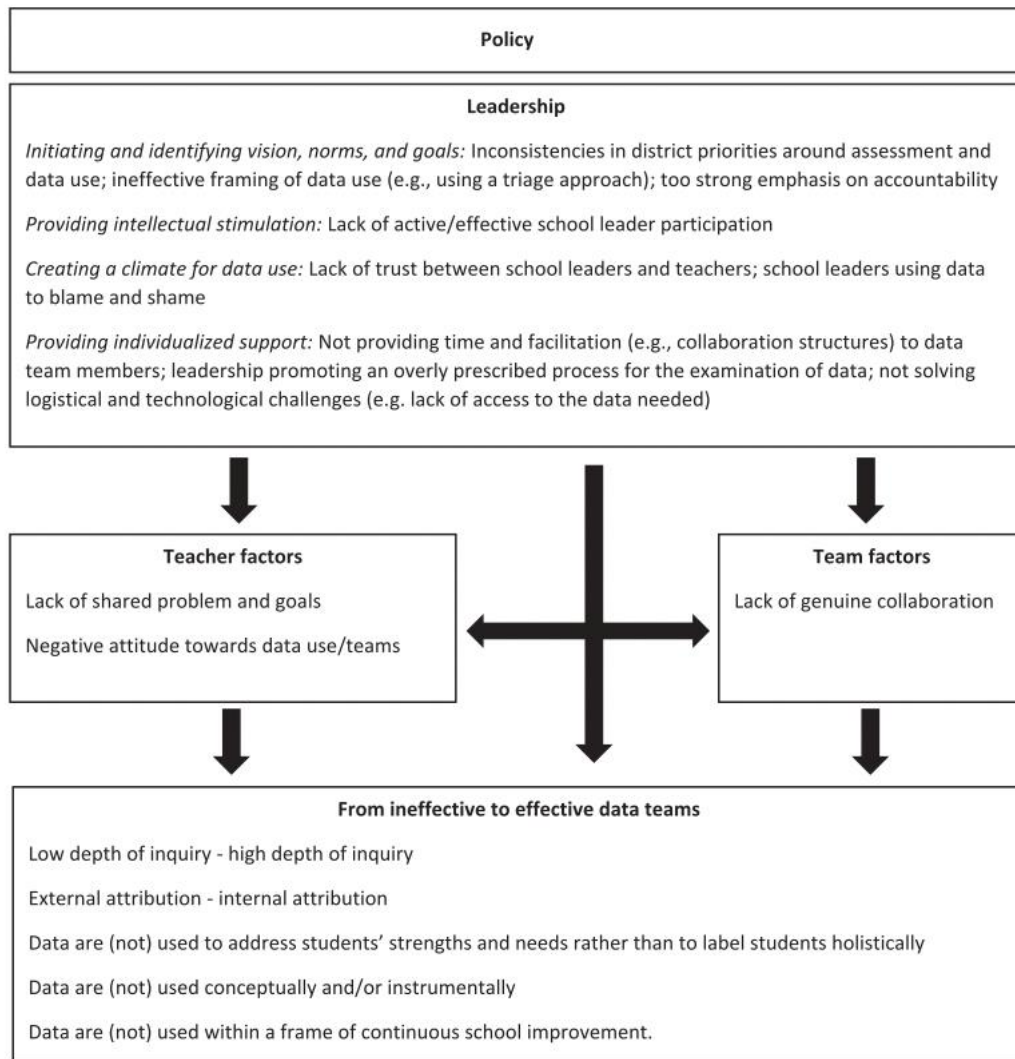 Policy
Leadership
Initiating and identifying vision, norms, and goals: Inconsistencies in district priorities around assessment and
data use; ineffective framing of data use (e.g., using a triage approach); too strong emphasis on accountability
Providing intellectual stimulation: Lack of active/effective school leader participation
Creating a climate for data use: Lack of trust between school leaders and teachers; school leaders using data
to blame and shame
Providing individualized support: Not providing time and facilitation (e.g., collaboration structures) to data
team members; leadership promoting an overly prescribed process for the examination of data; not solving
logistical and technological challenges (e.g. lack of access to the data needed)
Teacher factors
Lack of shared problem and goals
Negative attitude towards data use/teams
Team factors
Lack of genuine collaboration
From ineffective to effective data teams
Low depth of inquiry - high depth of inquiry
External attribution - internal attribution
Data are (not) used to address students’ strengths and needs rather than to label students holistically
Data are (not) used conceptually and/or instrumentally
Data are (not) used within a frame of continuous school improvement.